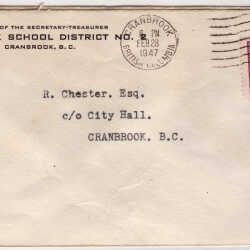 OF THE SECRETARY-TREASURER
SCHOOL DISTRICT NO. 2
CRANBROOK, B.C.
CRANBROOK
PM
FEB 28
1947
BRITISH COLUMBIA
R. Chester, Esq.
c/o City Hall,
CRANBROOK, B.C.